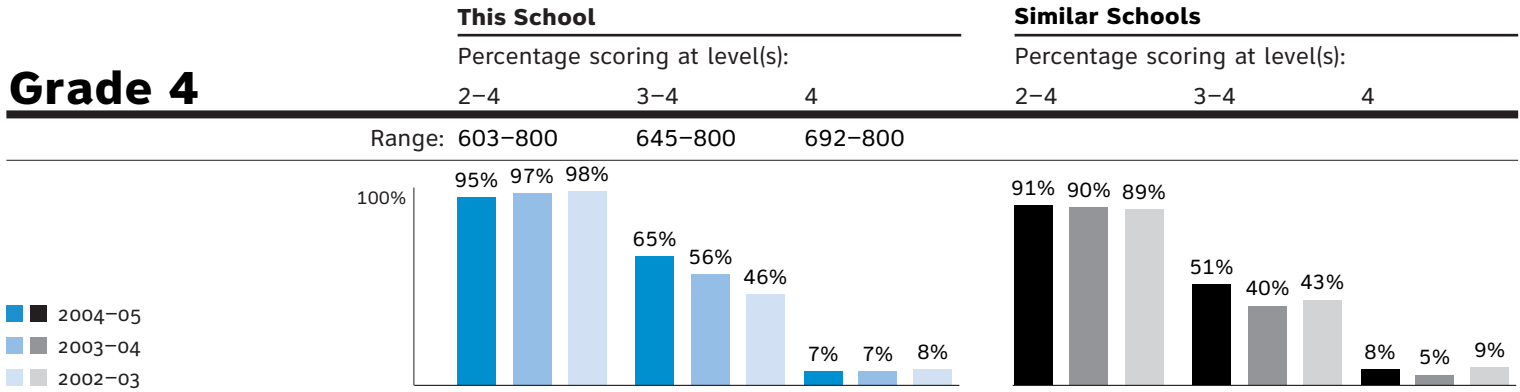 This School Similar Schools
Percentage scoring at level(s): Percentage scoring at level(s):
Grade 4 2–4 3–4 4 2–4 3–4 4
Range: 603–800 645–800 692–800
100%
95% 97% 98% 65% 56% 46% 7% 7% 8%
91% 90% 89% 51% 40% 43% 8% 5% 9%
2004–05
2003–04
2002–03